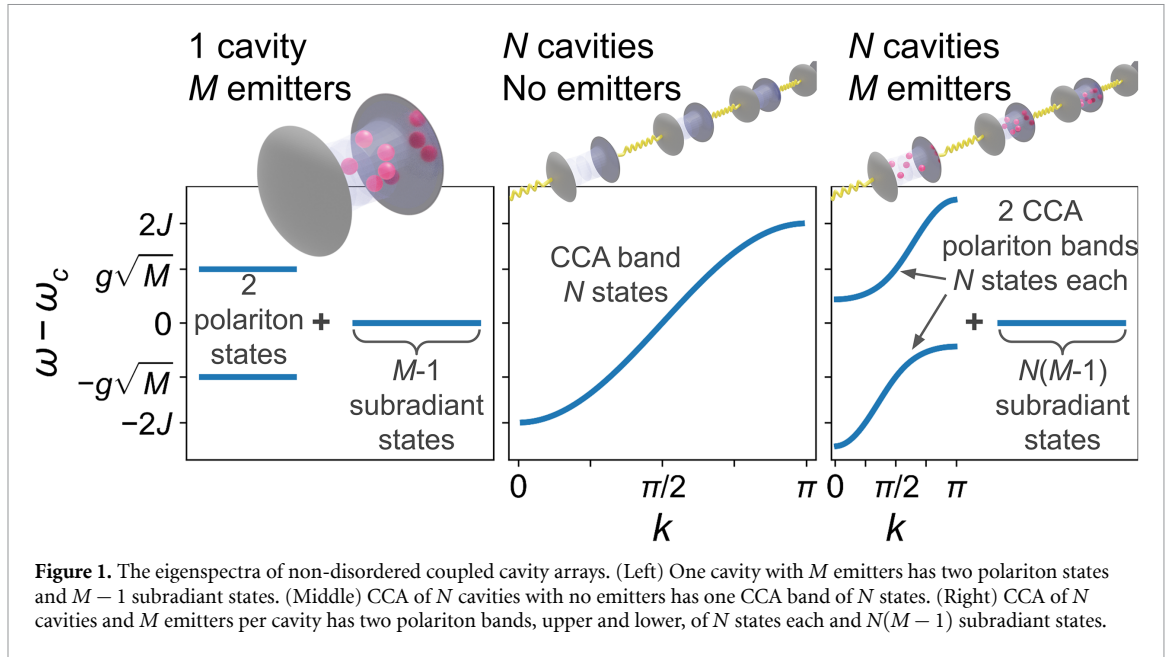 1 cavity
M emitters
N cavities
No emitters
N cavities
M emitters
ω − ω_c
2J
g√M
0
−g√M
−2J
2
polariton
states
+
M-1
subradiant
states
CCA band
N states
0
π/2
π
k
2 CCA
polariton bands
N states each
+
N(M-1)
subradiant
states
0
π/2
π
k
Figure 1. The eigenspectra of non-disordered coupled cavity arrays. (Left) One cavity with M emitters has two polariton states
and M − 1 subradiant states. (Middle) CCA of N cavities with no emitters has one CCA band of N states. (Right) CCA of N
cavities and M emitters per cavity has two polariton bands, upper and lower, of N states each and N(M − 1) subradiant states.